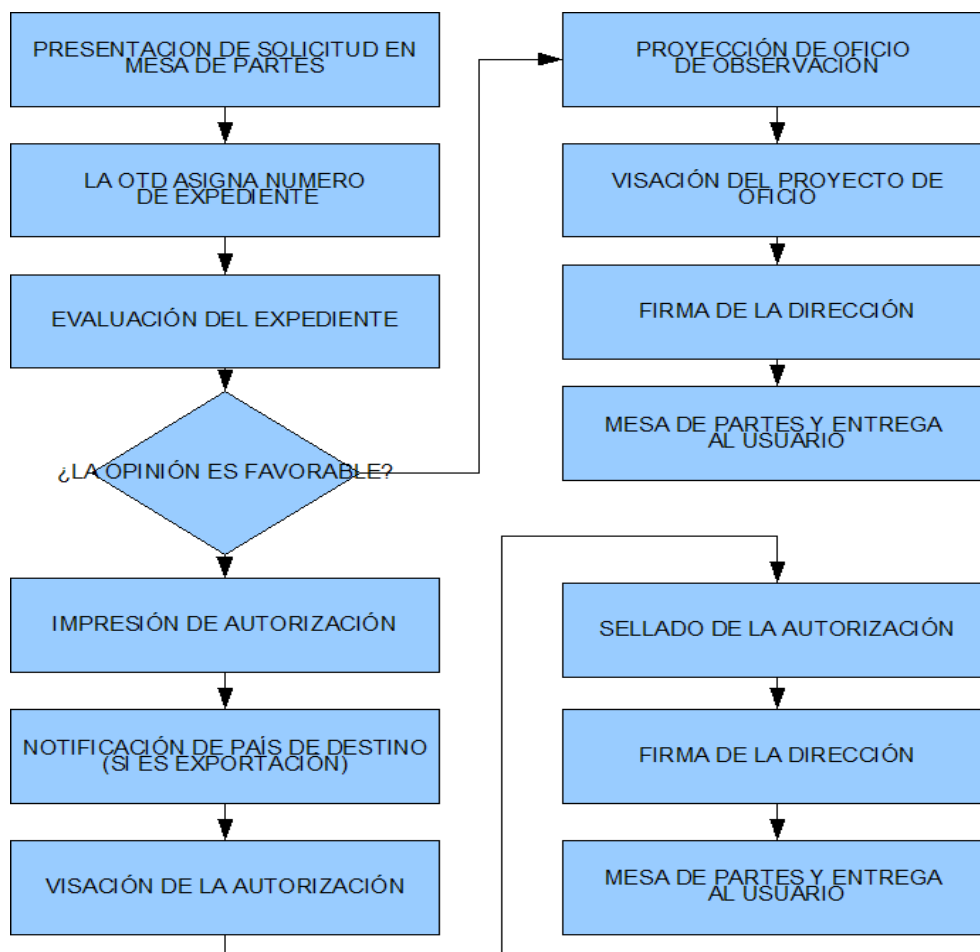 PRESENTACION DE SOLICITUD EN
MESA DE PARTES
LA OTD ASIGNA NUMERO
DE EXPEDIENTE
EVALUACIÓN DEL EXPEDIENTE
¿LA OPINIÓN ES FAVORABLE?
IMPRESIÓN DE AUTORIZACIÓN
NOTIFICACIÓN DE PAÍS DE DESTINO
(SI ES EXPORTACIÓN)
VISACIÓN DE LA AUTORIZACIÓN
PROYECCIÓN DE OFICIO
DE OBSERVACIÓN
VISACIÓN DEL PROYECTO DE
OFICIO
FIRMA DE LA DIRECCIÓN
MESA DE PARTES Y ENTREGA
AL USUARIO
SELLADO DE LA AUTORIZACIÓN
FIRMA DE LA DIRECCIÓN
MESA DE PARTES Y ENTREGA
AL USUARIO